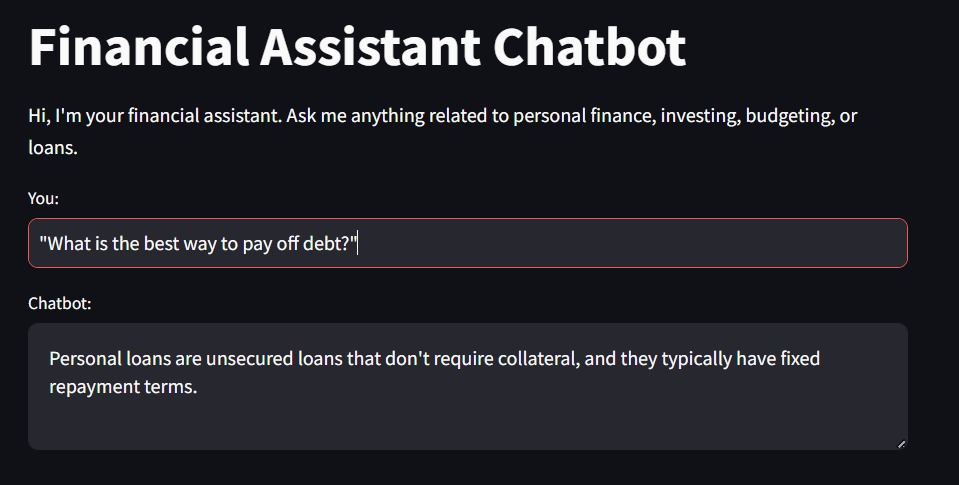 Financial Assistant Chatbot
Hi, I'm your financial assistant. Ask me anything related to personal finance, investing, budgeting, or
loans.
You:
"What is the best way to pay off debt?"
Chatbot:
Personal loans are unsecured loans that don't require collateral, and they typically have fixed
repayment terms.